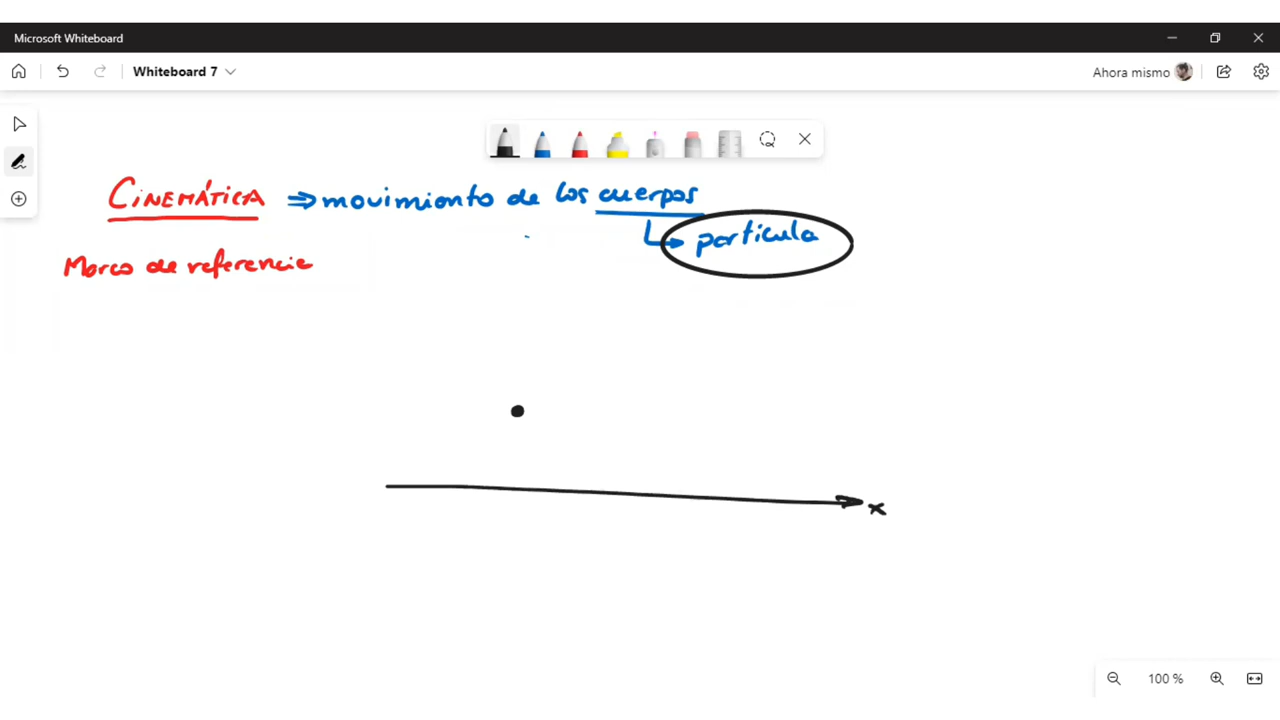 Microsoft Whiteboard
Whiteboard 7
Ahora mismo
CINEMÁTICA ⇒ movimiento de los cuerpos
↳ partícula
Marco de referencia
x
100 %